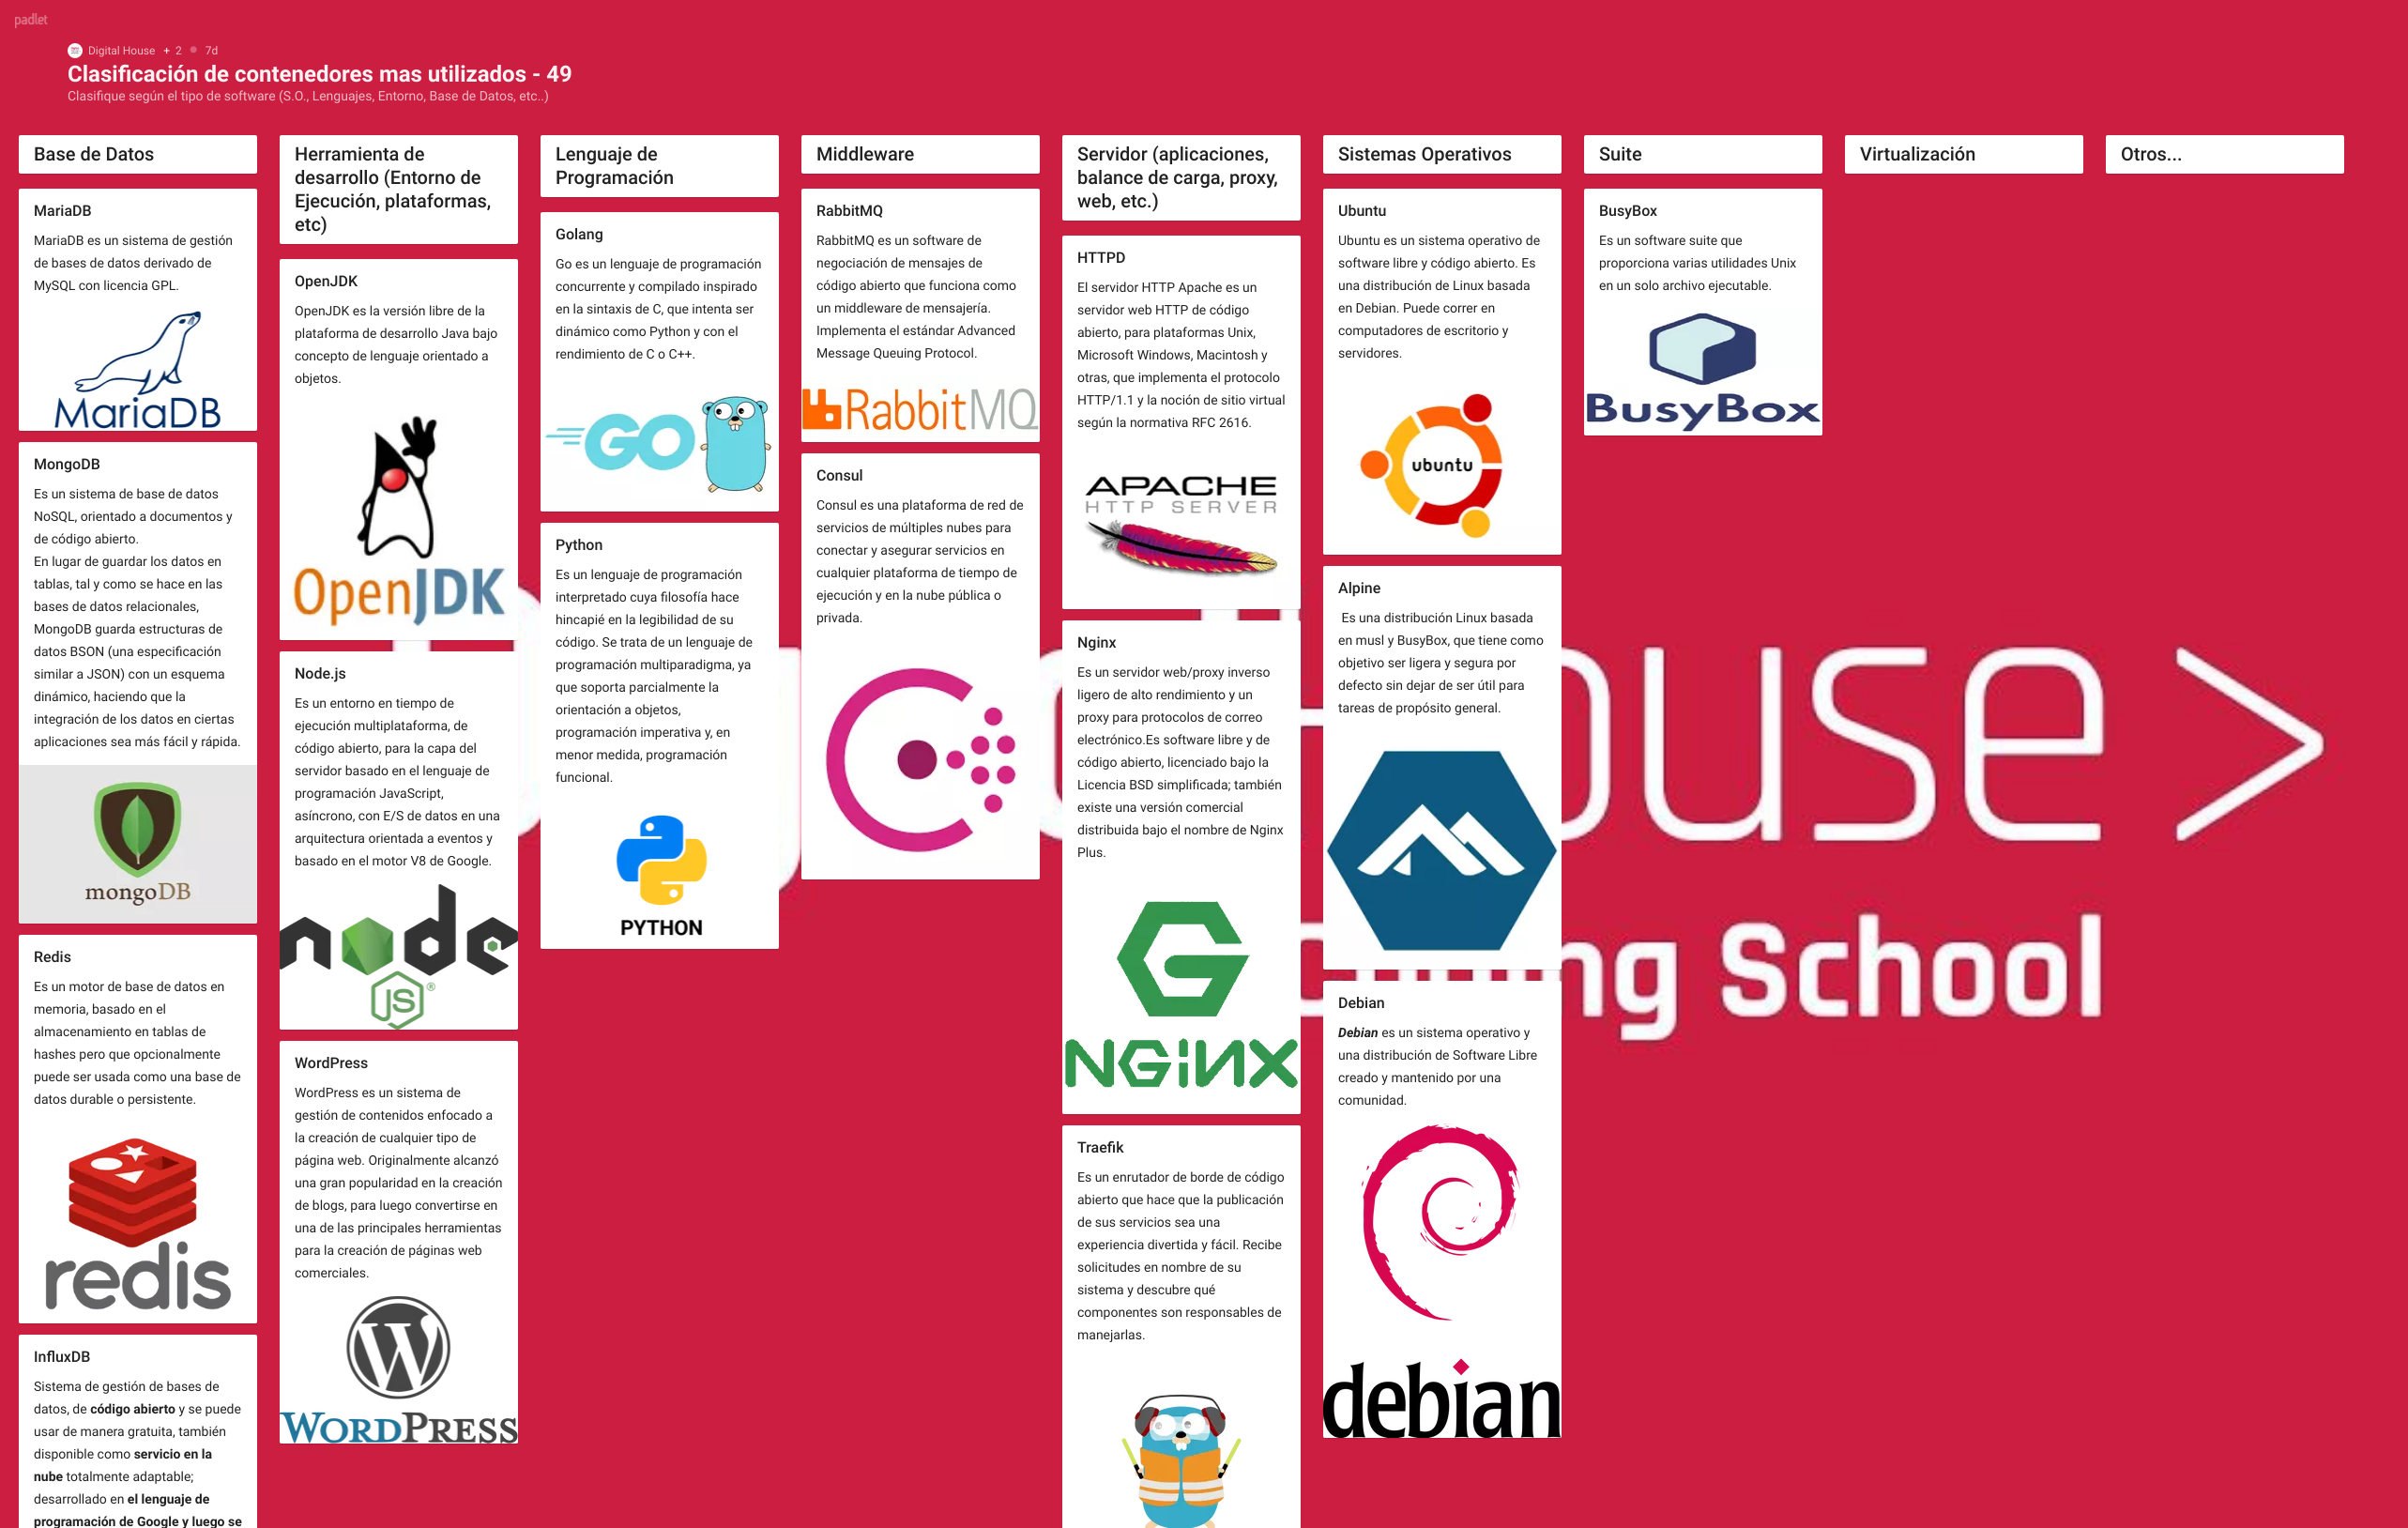 padlet
Digital House + 2 7d
Clasificación de contenedores mas utilizados - 49
Clasifique según el tipo de software (S.O., Lenguajes, Entorno, Base de Datos, etc..)
Base de Datos
MariaDB
MariaDB es un sistema de gestión
de bases de datos derivado de
MySQL con licencia GPL.
MariaDB
MongoDB
Es un sistema de base de datos
NoSQL, orientado a documentos y
de código abierto.
En lugar de guardar los datos en
tablas, tal y como se hace en las
bases de datos relacionales,
MongoDB guarda estructuras de
datos BSON (una especificación
similar a JSON) con un esquema
dinámico, haciendo que la
integración de los datos en ciertas
aplicaciones sea más fácil y rápida.
mongoDB
Redis
Es un motor de base de datos en
memoria, basado en el
almacenamiento en tablas de
hashes pero que opcionalmente
puede ser usada como una base de
datos durable o persistente.
redis
InfluxDB
Sistema de gestión de bases de
datos, de código abierto y se puede
usar de manera gratuita, también
disponible como servicio en la
nube totalmente adaptable;
desarrollado en el lenguaje de
programación de Google y luego se
Herramienta de
desarrollo (Entorno de
Ejecución, plataformas,
etc)
OpenJDK
OpenJDK es la versión libre de la
plataforma de desarrollo Java bajo
concepto de lenguaje orientado a
objetos.
OpenJDK
Node.js
Es un entorno en tiempo de
ejecución multiplataforma, de
código abierto, para la capa del
servidor basado en el lenguaje de
programación JavaScript,
asíncrono, con E/S de datos en una
arquitectura orientada a eventos y
basado en el motor V8 de Google.
node
JS®
WordPress
WordPress es un sistema de
gestión de contenidos enfocado a
la creación de cualquier tipo de
página web. Originalmente alcanzó
una gran popularidad en la creación
de blogs, para luego convertirse en
una de las principales herramientas
para la creación de páginas web
comerciales.
W
WORDPRESS
Lenguaje de
Programación
Golang
Go es un lenguaje de programación
concurrente y compilado inspirado
en la sintaxis de C, que intenta ser
dinámico como Python y con el
rendimiento de C o C++.
GO
Python
Es un lenguaje de programación
interpretado cuya filosofía hace
hincapié en la legibilidad de su
código. Se trata de un lenguaje de
programación multiparadigma, ya
que soporta parcialmente la
orientación a objetos,
programación imperativa y, en
menor medida, programación
funcional.
PYTHON
Middleware
RabbitMQ
RabbitMQ es un software de
negociación de mensajes de
código abierto que funciona como
un middleware de mensajería.
Implementa el estándar Advanced
Message Queuing Protocol.
RabbitMQ
Consul
Consul es una plataforma de red de
servicios de múltiples nubes para
conectar y asegurar servicios en
cualquier plataforma de tiempo de
ejecución y en la nube pública o
privada.
Servidor (aplicaciones,
balance de carga, proxy,
web, etc.)
HTTPD
El servidor HTTP Apache es un
servidor web HTTP de código
abierto, para plataformas Unix,
Microsoft Windows, Macintosh y
otras, que implementa el protocolo
HTTP/1.1 y la noción de sitio virtual
según la normativa RFC 2616.
APACHE
HTTP SERVER
Nginx
Es un servidor web/proxy inverso
ligero de alto rendimiento y un
proxy para protocolos de correo
electrónico.Es software libre y de
código abierto, licenciado bajo la
Licencia BSD simplificada; también
existe una versión comercial
distribuida bajo el nombre de Nginx
Plus.
G
NGiNX
Traefik
Es un enrutador de borde de código
abierto que hace que la publicación
de sus servicios sea una
experiencia divertida y fácil. Recibe
solicitudes en nombre de su
sistema y descubre qué
componentes son responsables de
manejarlas.
Sistemas Operativos
Ubuntu
Ubuntu es un sistema operativo de
software libre y código abierto. Es
una distribución de Linux basada
en Debian. Puede correr en
computadores de escritorio y
servidores.
ubuntu
Alpine
Es una distribución Linux basada
en musl y BusyBox, que tiene como
objetivo ser ligera y segura por
defecto sin dejar de ser útil para
tareas de propósito general.
Debian
Debian es un sistema operativo y
una distribución de Software Libre
creado y mantenido por una
comunidad.
debian
Suite
BusyBox
Es un software suite que
proporciona varias utilidades Unix
en un solo archivo ejecutable.
BusyBox
Virtualización
Otros...
ouse >
ng School